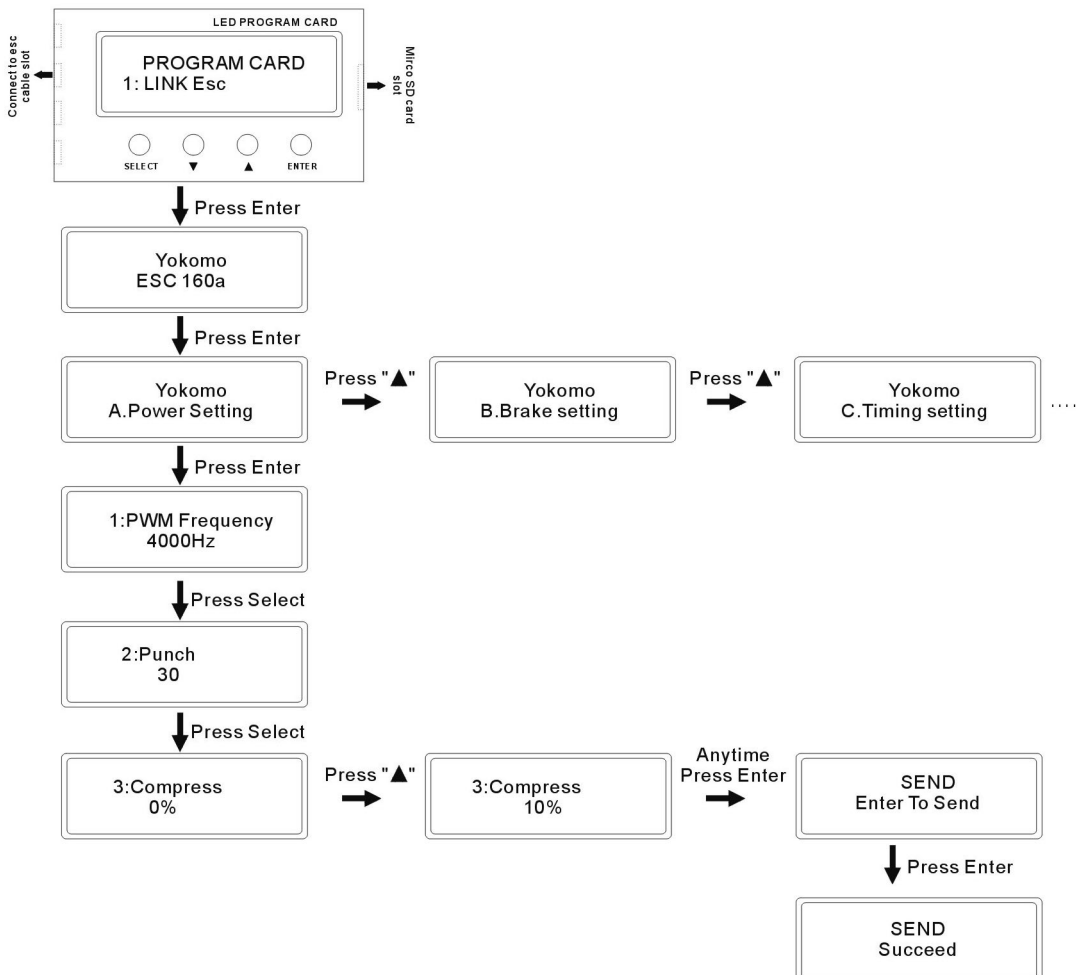 LED PROGRAM CARD
PROGRAM CARD
1: LINK Esc
Connect to esc
cable slot
Mirco SD card
slot
SELECT ▼ ▲ ENTER
Press Enter
Yokomo
ESC 160a
Press Enter
Yokomo
A.Power Setting
Press "▲"
Yokomo
B.Brake setting
Press "▲"
Yokomo
C.Timing setting
....
Press Enter
1:PWM Frequency
4000Hz
Press Select
2:Punch
30
Press Select
3:Compress
0%
Press "▲"
3:Compress
10%
Anytime
Press Enter
SEND
Enter To Send
Press Enter
SEND
Succeed